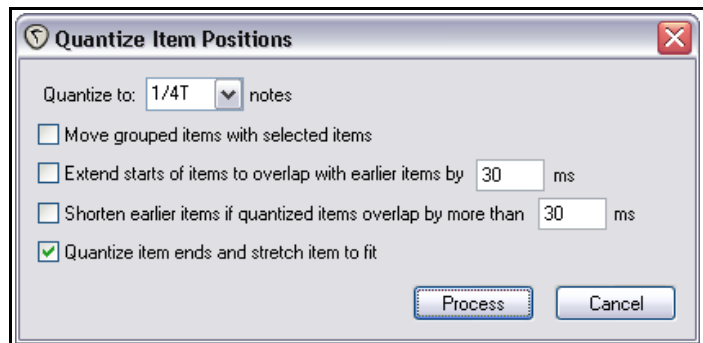 Quantize Item Positions
Quantize to: 1/4T notes
Move grouped items with selected items
Extend starts of items to overlap with earlier items by 30 ms
Shorten earlier items if quantized items overlap by more than 30 ms
Quantize item ends and stretch item to fit
Process Cancel